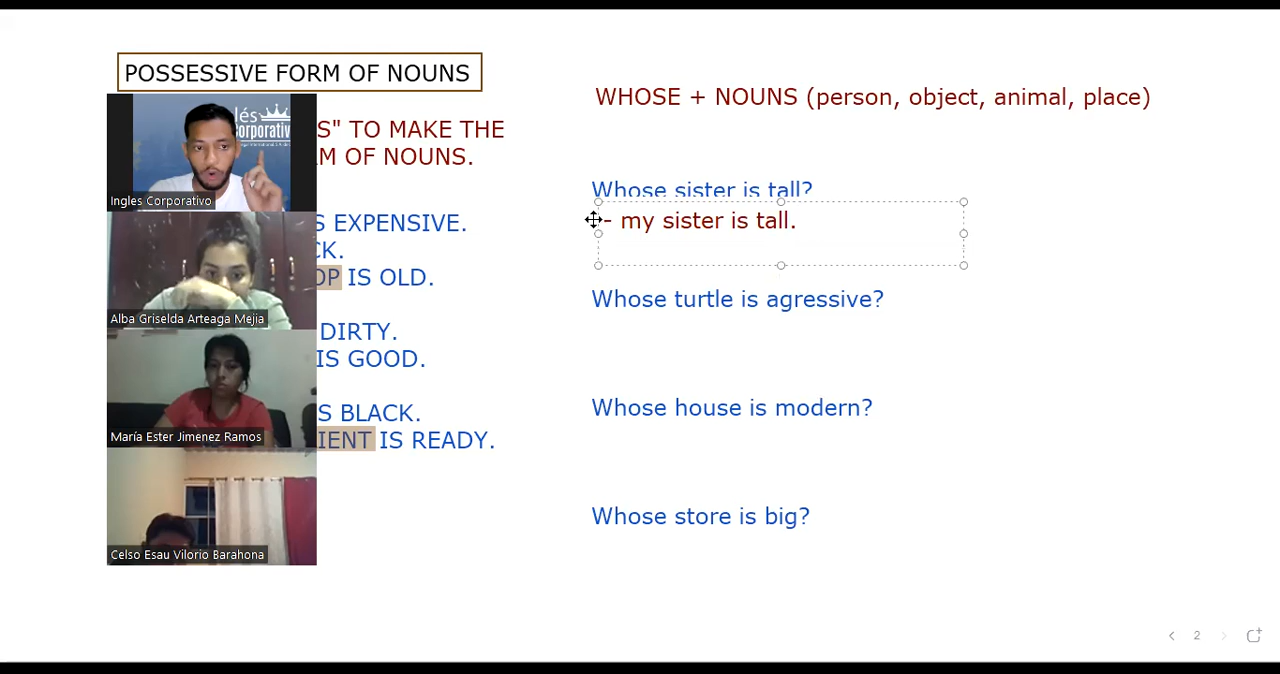 POSSESSIVE FORM OF NOUNS
S" TO MAKE THE
M OF NOUNS.
S EXPENSIVE.
CK.
OP IS OLD.
DIRTY.
IS GOOD.
S BLACK.
IENT IS READY.
lés
corporativo
Ingles Corporativo
Alba Griselda Arteaga Mejia
María Ester Jimenez Ramos
Celso Esau Vilorio Barahona
WHOSE + NOUNS (person, object, animal, place)
Whose sister is tall?
- my sister is tall.
Whose turtle is agressive?
Whose house is modern?
Whose store is big?
2